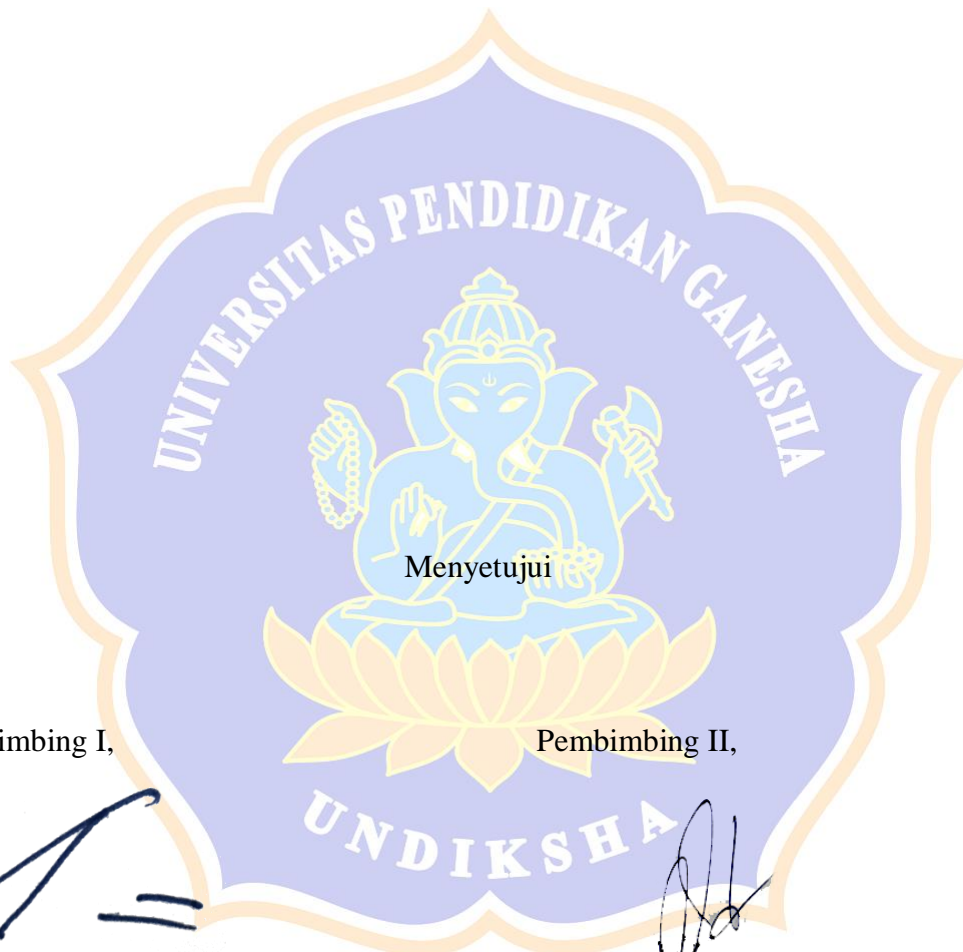 UNIVERSITAS PENDIDIKAN GANESHA
Menyetujui
imbing I,
Pembimbing II,
UNDIKSHA